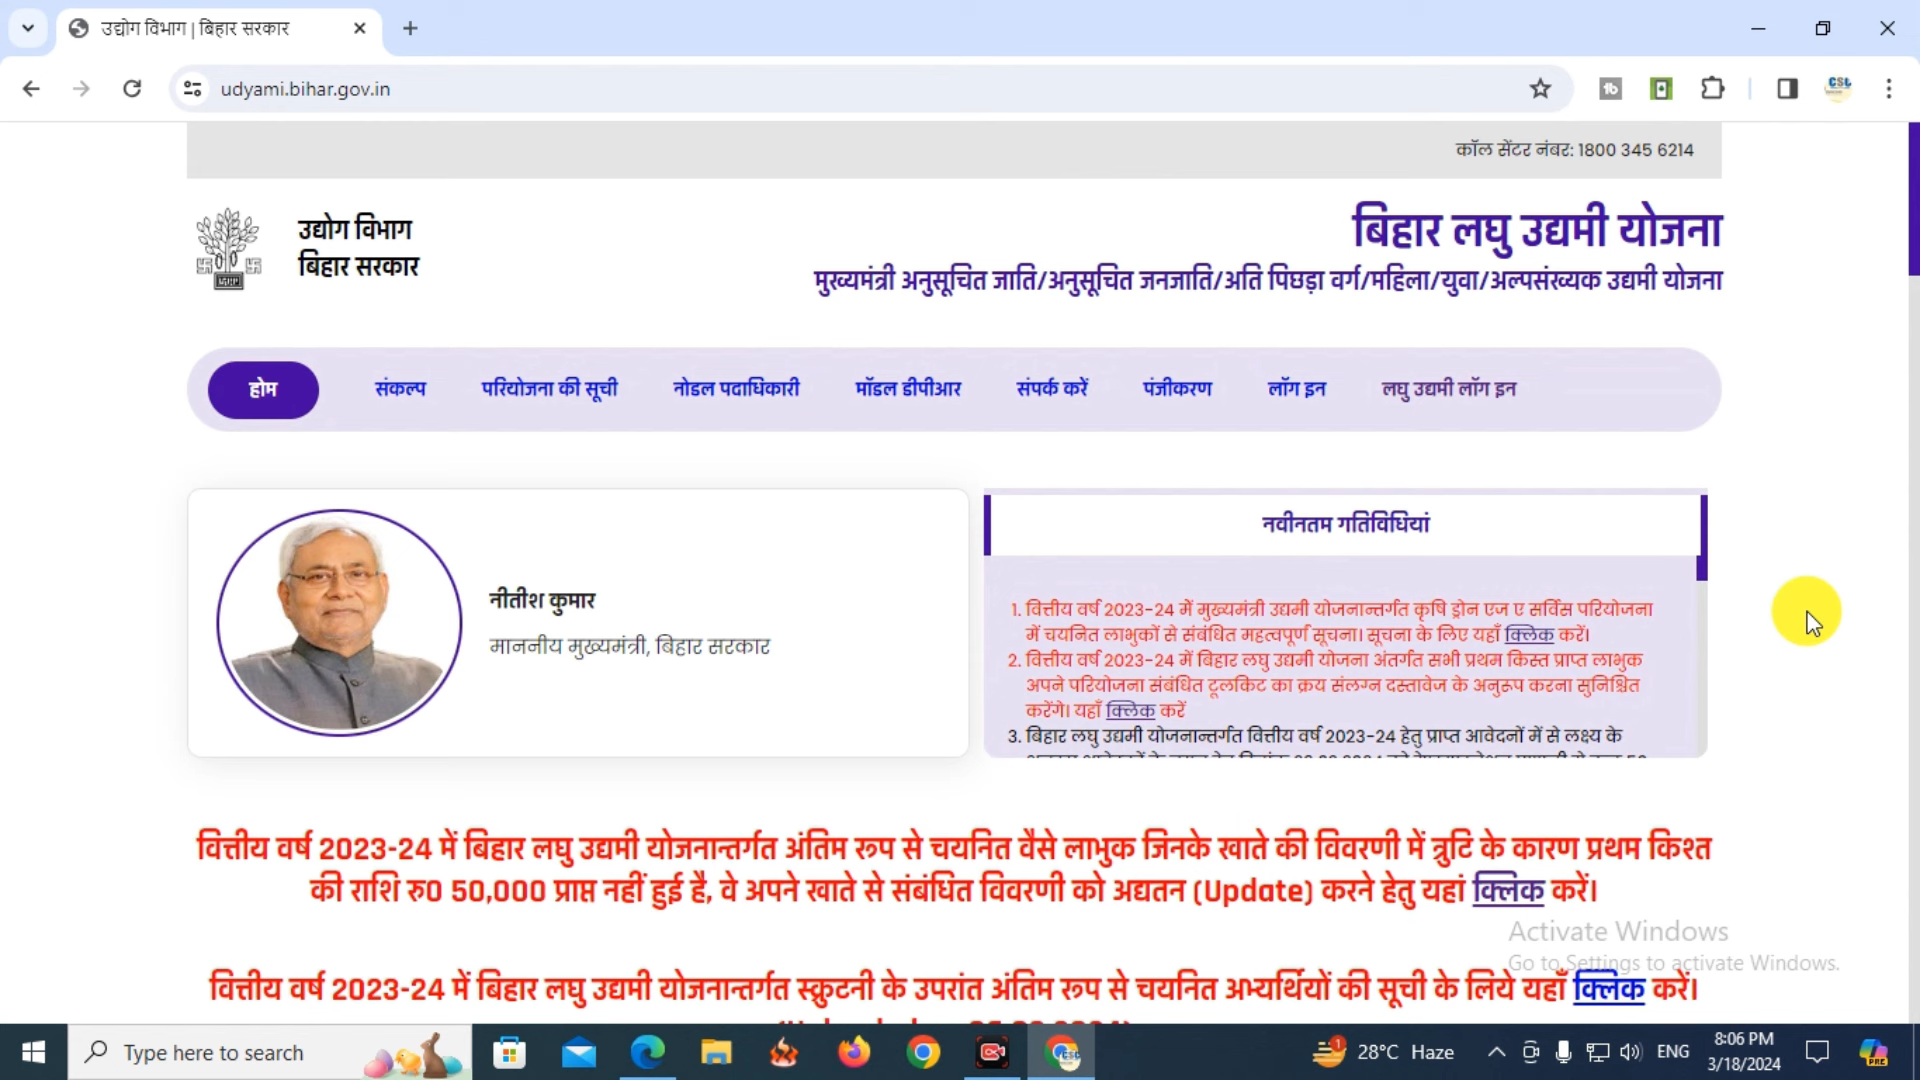 उद्योग विभाग | बिहार सरकार
udyami.bihar.gov.in
कॉल सेंटर नंबर: 1800 345 6214
उद्योग विभाग
बिहार सरकार
बिहार लघु उद्यमी योजना
मुख्यमंत्री अनुसूचित जाति/अनुसूचित जनजाति/अति पिछड़ा वर्ग/महिला/युवा/अल्पसंख्यक उद्यमी योजना
होम संकल्प परियोजना की सूची नोडल पदाधिकारी मॉडल डीपीआर संपर्क करें पंजीकरण लॉग इन लघु उद्यमी लॉग इन
नीतीश कुमार
माननीय मुख्यमंत्री, बिहार सरकार
नवीनतम गतिविधियां
1. वित्तीय वर्ष 2023-24 में मुख्यमंत्री उद्यमी योजनान्तर्गत कृषि ड्रोन एज ए सर्विस परियोजना
में चयनित लाभुकों से संबंधित महत्वपूर्ण सूचना। सूचना के लिए यहाँ क्लिक करें।
2. वित्तीय वर्ष 2023-24 में बिहार लघु उद्यमी योजना अंतर्गत सभी प्रथम किस्त प्राप्त लाभुक
अपने परियोजना संबंधित टूलकिट का क्रय संलग्न दस्तावेज के अनुरूप करना सुनिश्चित
करेंगे। यहाँ क्लिक करें
3. बिहार लघु उद्यमी योजनान्तर्गत वित्तीय वर्ष 2023-24 हेतु प्राप्त आवेदनों में से लक्ष्य के
वित्तीय वर्ष 2023-24 में बिहार लघु उद्यमी योजनान्तर्गत अंतिम रूप से चयनित वैसे लाभुक जिनके खाते की विवरणी में त्रुटि के कारण प्रथम किश्त
की राशि रु0 50,000 प्राप्त नहीं हुई है, वे अपने खाते से संबंधित विवरणी को अद्यतन (Update) करने हेतु यहां क्लिक करें।
Activate Windows
Go to Settings to activate Windows.
वित्तीय वर्ष 2023-24 में बिहार लघु उद्यमी योजनान्तर्गत स्क्रुटनी के उपरांत अंतिम रूप से चयनित अभ्यर्थियों की सूची के लिये यहाँ क्लिक करें।
Type here to search
28°C Haze
ENG
8:06 PM
3/18/2024